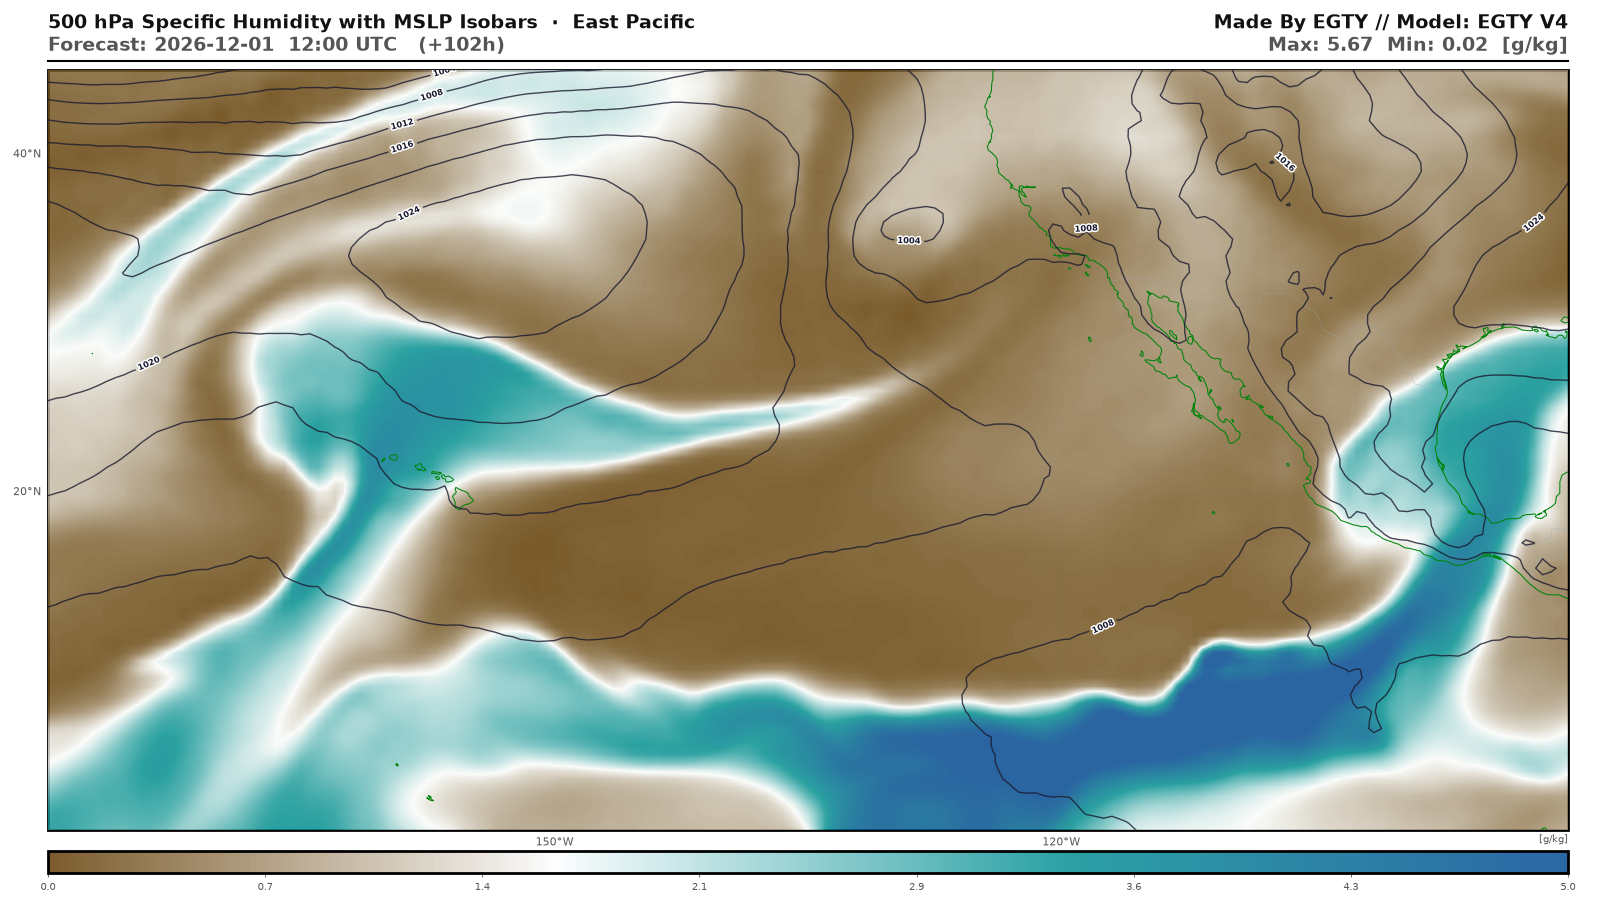 500 hPa Specific Humidity with MSLP Isobars · East Pacific
Made By EGTY // Model: EGTY V4
Forecast: 2026-12-01 12:00 UTC (+102h)
Max: 5.67 Min: 0.02 [g/kg]
1008
1012
1016
1024
1020
1004
1008
1016
1024
1008
40°N
20°N
150°W
120°W
[g/kg]
0.0 0.7 1.4 2.1 2.9 3.6 4.3 5.0